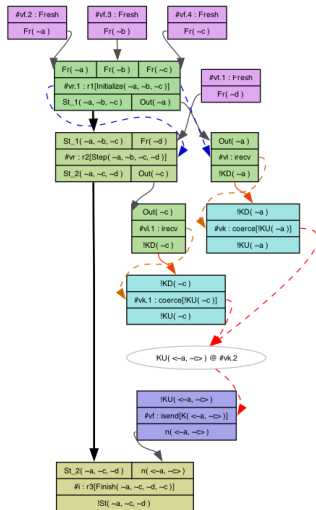 #vf.2 : Fresh
Fr( ~a )
#vf.3 : Fresh
Fr( ~b )
#vf.4 : Fresh
Fr( ~c )
Fr( ~a ) Fr( ~b ) Fr( ~c )
#vr.1 : r1[Initialize( ~a, ~b, ~c )]
St_1( ~a, ~b, ~c ) Out( ~a )
#vf.1 : Fresh
Fr( ~d )
St_1( ~a, ~b, ~c ) Fr( ~d )
#vr : r2[Step( ~a, ~b, ~c, ~d )]
St_2( ~a, ~c, ~d ) Out( ~c )
Out( ~a )
#vl : irecv
!KD( ~a )
Out( ~c )
#vl.1 : irecv
!KD( ~c )
!KD( ~a )
#vk : coerce[!KU( ~a )]
!KU( ~a )
!KD( ~c )
#vk.1 : coerce[!KU( ~c )]
!KU( ~c )
!KU( <~a, ~c> ) @ #vk.2
!KU( <~a, ~c> )
#vf : isend[K( <~a, ~c> )]
n( <~a, ~c> )
St_2( ~a, ~c, ~d ) n( <~a, ~c> )
#i : r3[Finish( ~a, ~c, ~d, ~c )]
!St( ~a, ~c, ~d )